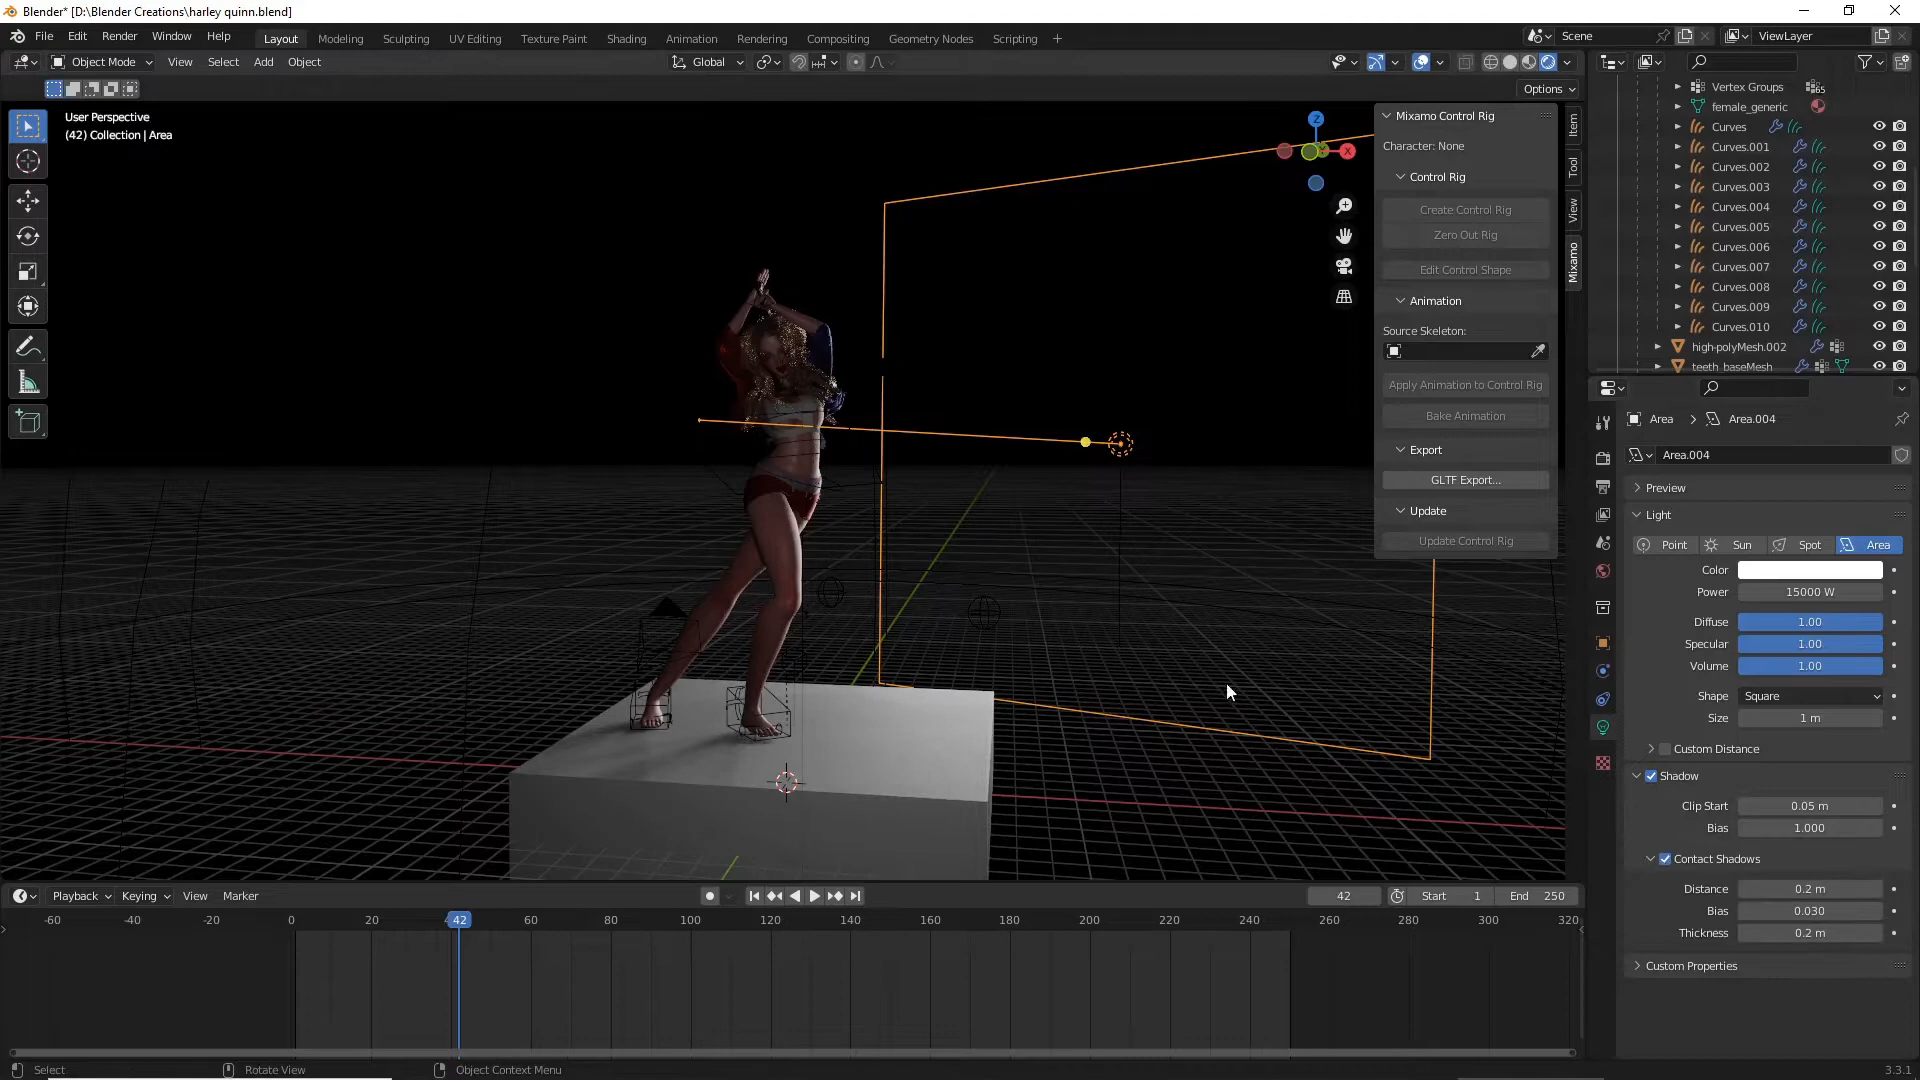 Blender* [D:\Blender Creations\harley quinn.blend]
File Edit Render Window Help Layout Modeling Sculpting UV Editing Texture Paint Shading Animation Rendering Compositing Geometry Nodes Scripting + Scene ViewLayer
Object Mode View Select Add Object Global
Options
User Perspective
(42) Collection | Area
Z
X
Mixamo Control Rig
Character: None
Control Rig
Create Control Rig
Zero Out Rig
Edit Control Shape
Animation
Source Skeleton:
Apply Animation to Control Rig
Bake Animation
Export
GLTF Export...
Update
Update Control Rig
Item
Tool
View
Mixamo
Vertex Groups 65
female_generic
Curves
Curves.001
Curves.002
Curves.003
Curves.004
Curves.005
Curves.006
Curves.007
Curves.008
Curves.009
Curves.010
high-polyMesh.002
teeth_baseMesh
Area > Area.004
Area.004
Preview
Light
Point Sun Spot Area
Color
Power 15000 W
Diffuse 1.00
Specular 1.00
Volume 1.00
Shape Square
Size 1 m
Custom Distance
Shadow
Clip Start 0.05 m
Bias 1.000
Contact Shadows
Distance 0.2 m
Bias 0.030
Thickness 0.2 m
Custom Properties
Playback Keying View Marker 42 Start 1 End 250
-60 -40 -20 0 20 42 60 80 100 120 140 160 180 200 220 240 260 280 300 320
Select Rotate View Object Context Menu 3.3.1